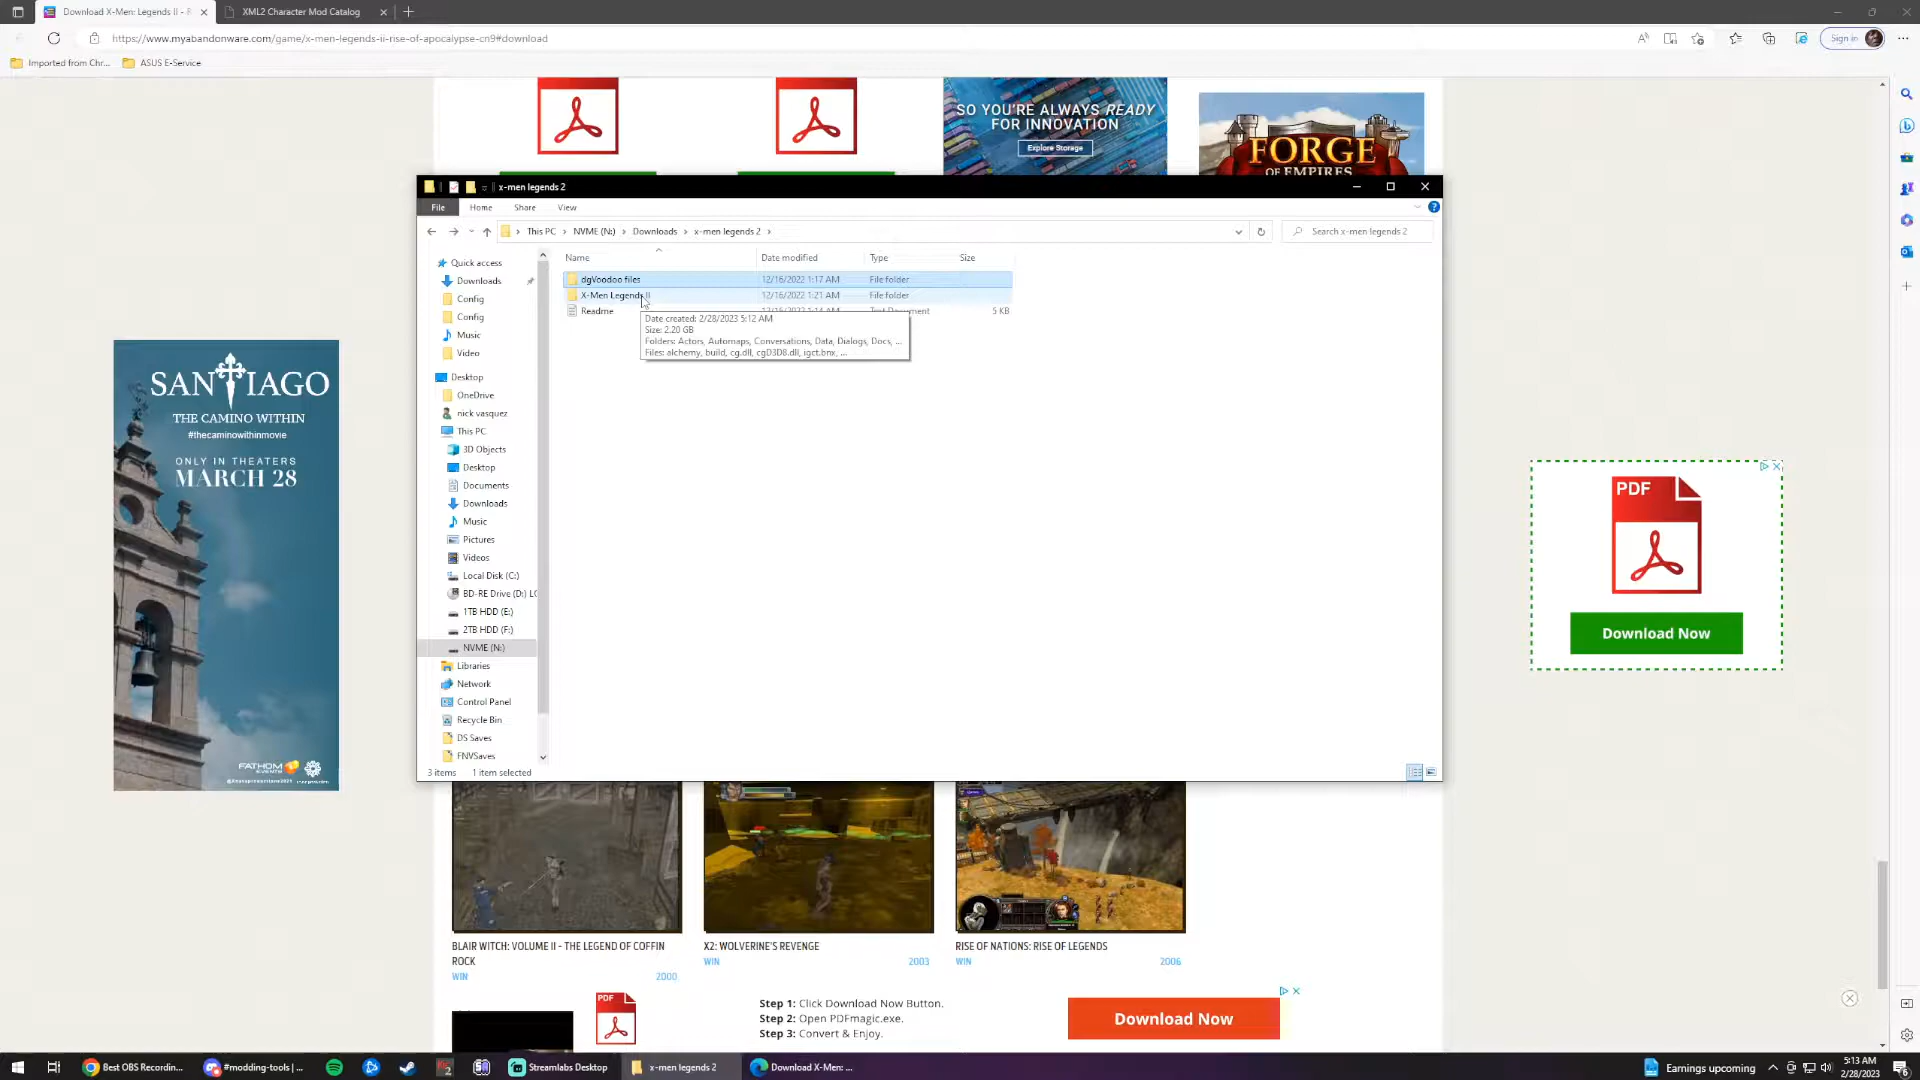 Download X-Men: Legends II - R
XML2 Character Mod Catalog
https://www.myabandonware.com/game/x-men-legends-ii-rise-of-apocalypse-cn9#download
Sign in
Imported from Chr...
ASUS E-Service
SO YOU'RE ALWAYS READY
FOR INNOVATION
Explore Storage
FORGE
OF EMPIRES
x-men legends 2
File
Home
Share
View
This PC
NVME (N:)
Downloads
x-men legends 2
Search x-men legends 2
Name
Date modified
Type
Size
dgVoodoo files
12/16/2022 1:17 AM
File folder
X-Men Legends II
12/16/2022 1:21 AM
File folder
Readme
5 KB
Date created: 2/28/2023 5:12 AM
Size: 2.20 GB
Folders: Actors, Automaps, Conversations, Data, Dialogs, Docs, ...
Files: alchemy, build, cg.dll, cgD3D8.dll, igct.bnx, ...
Quick access
Downloads
Config
Config
Music
Video
Desktop
OneDrive
nick vasquez
This PC
3D Objects
Desktop
Documents
Downloads
Music
Pictures
Videos
Local Disk (C:)
BD-RE Drive (D:) LC
1TB HDD (E:)
2TB HDD (F:)
NVME (N:)
Libraries
Network
Control Panel
Recycle Bin
DS Saves
FNVSaves
3 items
1 item selected
SANTIAGO
THE CAMINO WITHIN
#thecaminowithinmovie
ONLY IN THEATERS
MARCH 28
FATHOM
EVENTS
PDF
Download Now
BLAIR WITCH: VOLUME II - THE LEGEND OF COFFIN
ROCK
WIN
2000
X2: WOLVERINE'S REVENGE
WIN
2003
RISE OF NATIONS: RISE OF LEGENDS
WIN
2006
PDF
Step 1: Click Download Now Button.
Step 2: Open PDFmagic.exe.
Step 3: Convert & Enjoy.
Download Now
Best OBS Recordin...
#modding-tools | ...
Streamlabs Desktop
x-men legends 2
Download X-Men: ...
Earnings upcoming
5:13 AM
2/28/2023